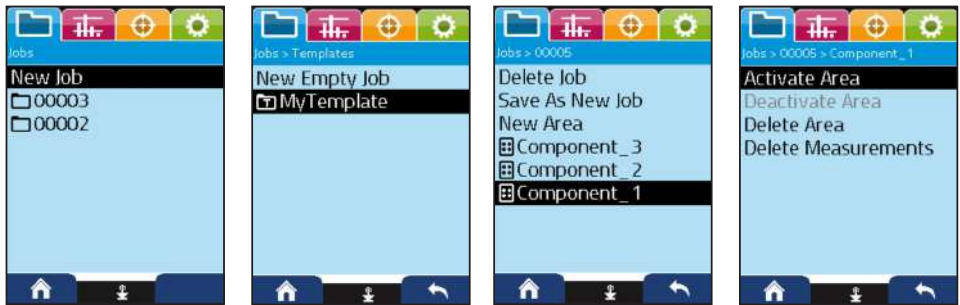 Jobs
New Job
00003
00002
Jobs > Templates
New Empty Job
MyTemplate
Jobs > 00005
Delete Job
Save As New Job
New Area
Component_3
Component_2
Component_1
Jobs > 00005 > Component_1
Activate Area
Deactivate Area
Delete Area
Delete Measurements